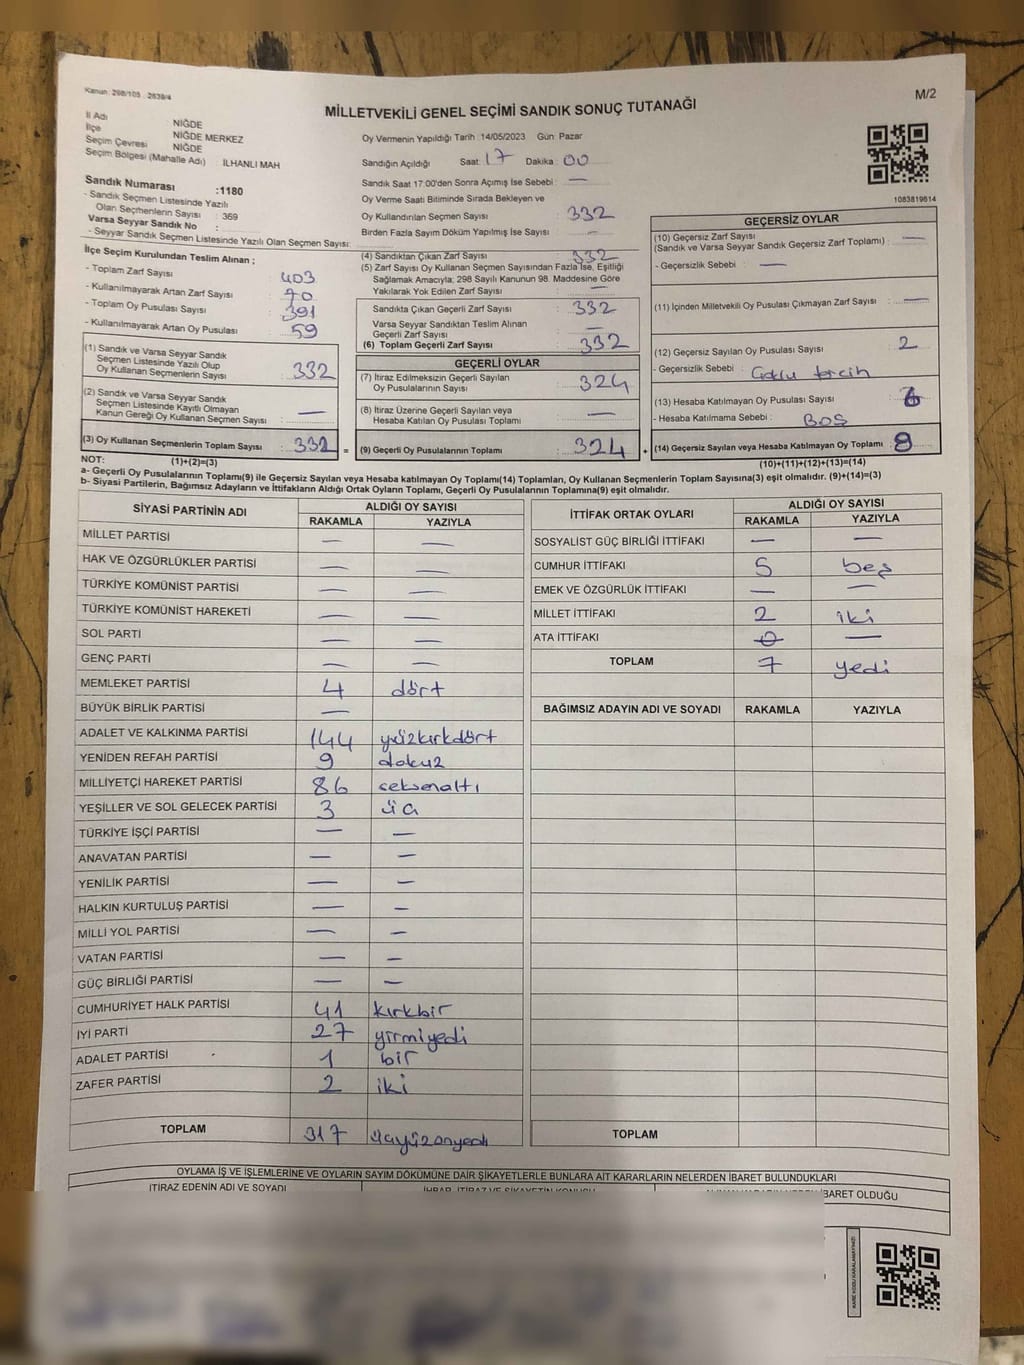 Kanun : 298/105 - 2839/4
M/2
MİLLETVEKİLİ GENEL SEÇİMİ SANDIK SONUÇ TUTANAĞI
İl Adı NİĞDE
İlçe NİĞDE MERKEZ
Seçim Çevresi NİĞDE
Seçim Bölgesi (Mahalle Adı) : İLHANLI MAH
Sandık Numarası :1180
- Sandık Seçmen Listesinde Yazılı
Olan Seçmenlerin Sayısı : 369
Varsa Seyyar Sandık No :
- Seyyar Sandık Seçmen Listesinde Yazılı Olan Seçmen Sayısı:
Oy Vermenin Yapıldığı Tarih :14/05/2023 Gün: Pazar
Sandığın Açıldığı Saat : 17 Dakika : 00
Sandık Saat 17:00'den Sonra Açımış İse Sebebi : —
Oy Verme Saati Bitiminde Sırada Bekleyen ve
Oy Kullandırılan Seçmen Sayısı : 332
Birden Fazla Sayım Döküm Yapılmış İse Sayısı : —
1083819614
İlçe Seçim Kurulundan Teslim Alınan ;
- Toplam Zarf Sayısı : 403
- Kullanılmayarak Artan Zarf Sayısı : 70
- Toplam Oy Pusulası Sayısı : 391
- Kullanılmayarak Artan Oy Pusulası : 59
(1) Sandık ve Varsa Seyyar Sandık
Seçmen Listesinde Yazılı Olup
Oy Kullanan Seçmenlerin Sayısı : 332
(2) Sandık ve Varsa Seyyar Sandık
Seçmen Listesinde Kayıtlı Olmayan
Kanun Gereği Oy Kullanan Seçmen Sayısı : —
(3) Oy Kullanan Seçmenlerin Toplam Sayısı : 332 =
(4) Sandıktan Çıkan Zarf Sayısı : 332
(5) Zarf Sayısı Oy Kullanan Seçmen Sayısından Fazla İse, Eşitliği
Sağlamak Amacıyla; 298 Sayılı Kanunun 98. Maddesine Göre
Yakılarak Yok Edilen Zarf Sayısı : —
Sandıkta Çıkan Geçerli Zarf Sayısı : 332
Varsa Seyyar Sandıktan Teslim Alınan
Geçerli Zarf Sayısı : —
(6) Toplam Geçerli Zarf Sayısı : 332
GEÇERLİ OYLAR
(7) İtiraz Edilmeksizin Geçerli Sayılan
Oy Pusulalarının Sayısı : 324
(8) İtiraz Üzerine Geçerli Sayılan veya
Hesaba Katılan Oy Pusulası Toplamı : —
(9) Geçerli Oy Pusulalarının Toplamı : 324 +
GEÇERSİZ OYLAR
(10) Geçersiz Zarf Sayısı
(Sandık ve Varsa Seyyar Sandık Geçersiz Zarf Toplamı) : —
- Geçersizlik Sebebi : —
(11) İçinden Milletvekili Oy Pusulası Çıkmayan Zarf Sayısı : —
(12) Geçersiz Sayılan Oy Pusulası Sayısı : 2
- Geçersizlik Sebebi : Çoklu tercih
(13) Hesaba Katılmayan Oy Pusulası Sayısı : 6
- Hesaba Katılmama Sebebi : BOŞ
(14) Geçersiz Sayılan veya Hesaba Katılmayan Oy Toplamı : 8
NOT: (1)+(2)=(3) (10)+(11)+(12)+(13)=(14)
a- Geçerli Oy Pusulalarının Toplamı(9) ile Geçersiz Sayılan veya Hesaba katılmayan Oy Toplamı(14) Toplamları, Oy Kullanan Seçmenlerin Toplam Sayısına(3) eşit olmalıdır. (9)+(14)=(3)
b- Siyasi Partilerin, Bağımsız Adayların ve İttifakların Aldığı Ortak Oyların Toplamı, Geçerli Oy Pusulalarının Toplamına(9) eşit olmalıdır.
SİYASİ PARTİNİN ADI ALDIĞI OY SAYISI
RAKAMLA YAZIYLA
MİLLET PARTİSİ — —
HAK VE ÖZGÜRLÜKLER PARTİSİ — —
TÜRKİYE KOMÜNİST PARTİSİ — —
TÜRKİYE KOMÜNİST HAREKETİ — —
SOL PARTİ — —
GENÇ PARTİ — —
MEMLEKET PARTİSİ 4 dört
BÜYÜK BİRLİK PARTİSİ —
ADALET VE KALKINMA PARTİSİ 144 yüzkırkdört
YENİDEN REFAH PARTİSİ 9 dokuz
MİLLİYETÇİ HAREKET PARTİSİ 86 seksenaltı
YEŞİLLER VE SOL GELECEK PARTİSİ 3 üç
TÜRKİYE İŞÇİ PARTİSİ — —
ANAVATAN PARTİSİ — —
YENİLİK PARTİSİ — —
HALKIN KURTULUŞ PARTİSİ — —
MİLLİ YOL PARTİSİ — —
VATAN PARTİSİ — —
GÜÇ BİRLİĞİ PARTİSİ — —
CUMHURİYET HALK PARTİSİ 41 kırkbir
İYİ PARTİ 27 yirmiyedi
ADALET PARTİSİ 1 bir
ZAFER PARTİSİ 2 iki
TOPLAM 317 üçyüzonyedi
İTTİFAK ORTAK OYLARI ALDIĞI OY SAYISI
RAKAMLA YAZIYLA
SOSYALİST GÜÇ BİRLİĞİ İTTİFAKI — —
CUMHUR İTTİFAKI 5 beş
EMEK VE ÖZGÜRLÜK İTTİFAKI — —
MİLLET İTTİFAKI 2 iki
ATA İTTİFAKI 0 —
TOPLAM 7 yedi
BAĞIMSIZ ADAYIN ADI VE SOYADI RAKAMLA YAZIYLA
TOPLAM
OYLAMA İŞ VE İŞLEMLERİNE VE OYLARIN SAYIM DÖKÜMÜNE DAİR ŞİKAYETLERLE BUNLARA AİT KARARLARIN NELERDEN İBARET BULUNDUKLARI
İTİRAZ EDENİN ADI VE SOYADI
İHBAR, İTİRAZ VE ŞİKAYETİN KONUSU
İBARET OLDUĞU